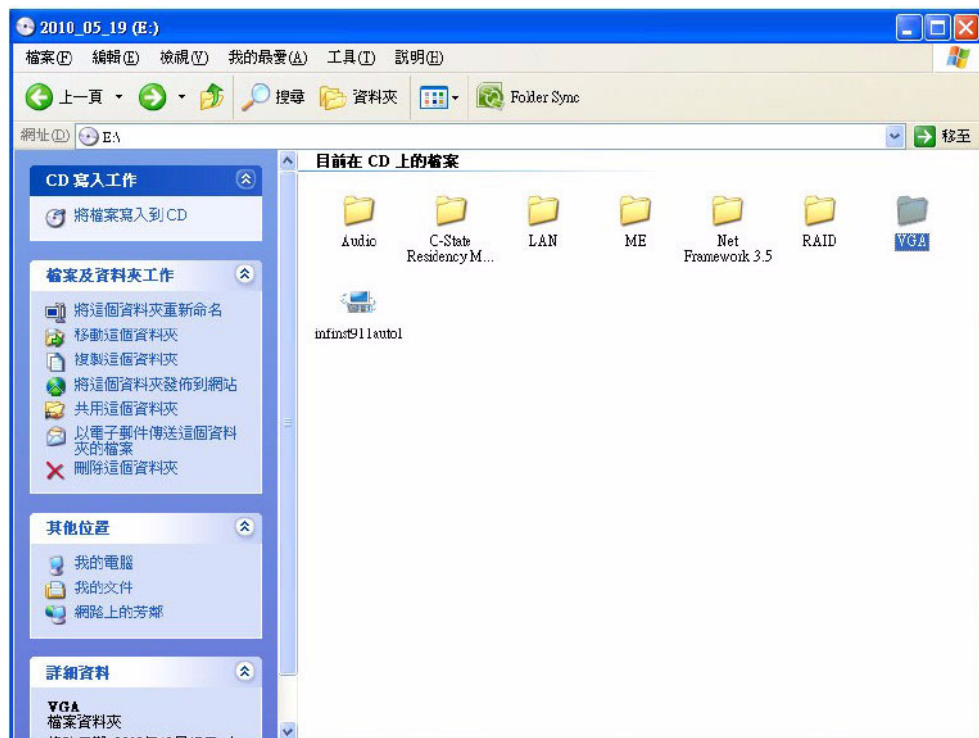 2010_05_19 (E:)
檔案(F) 編輯(E) 檢視(V) 我的最愛(A) 工具(T) 說明(H)
上一頁 搜尋 資料夾 Folder Sync
網址(D) E:\ 移至
CD 寫入工作
將檔案寫入到 CD
檔案及資料夾工作
將這個資料夾重新命名
移動這個資料夾
複製這個資料夾
將這個資料夾發佈到網站
共用這個資料夾
以電子郵件傳送這個資料
夾的檔案
刪除這個資料夾
其他位置
我的電腦
我的文件
網路上的芳鄰
詳細資料
VGA
檔案資料夾
目前在 CD 上的檔案
Audio
C-State
Residency M...
LAN
ME
Net
Framework 3.5
RAID
VGA
infinst911autol